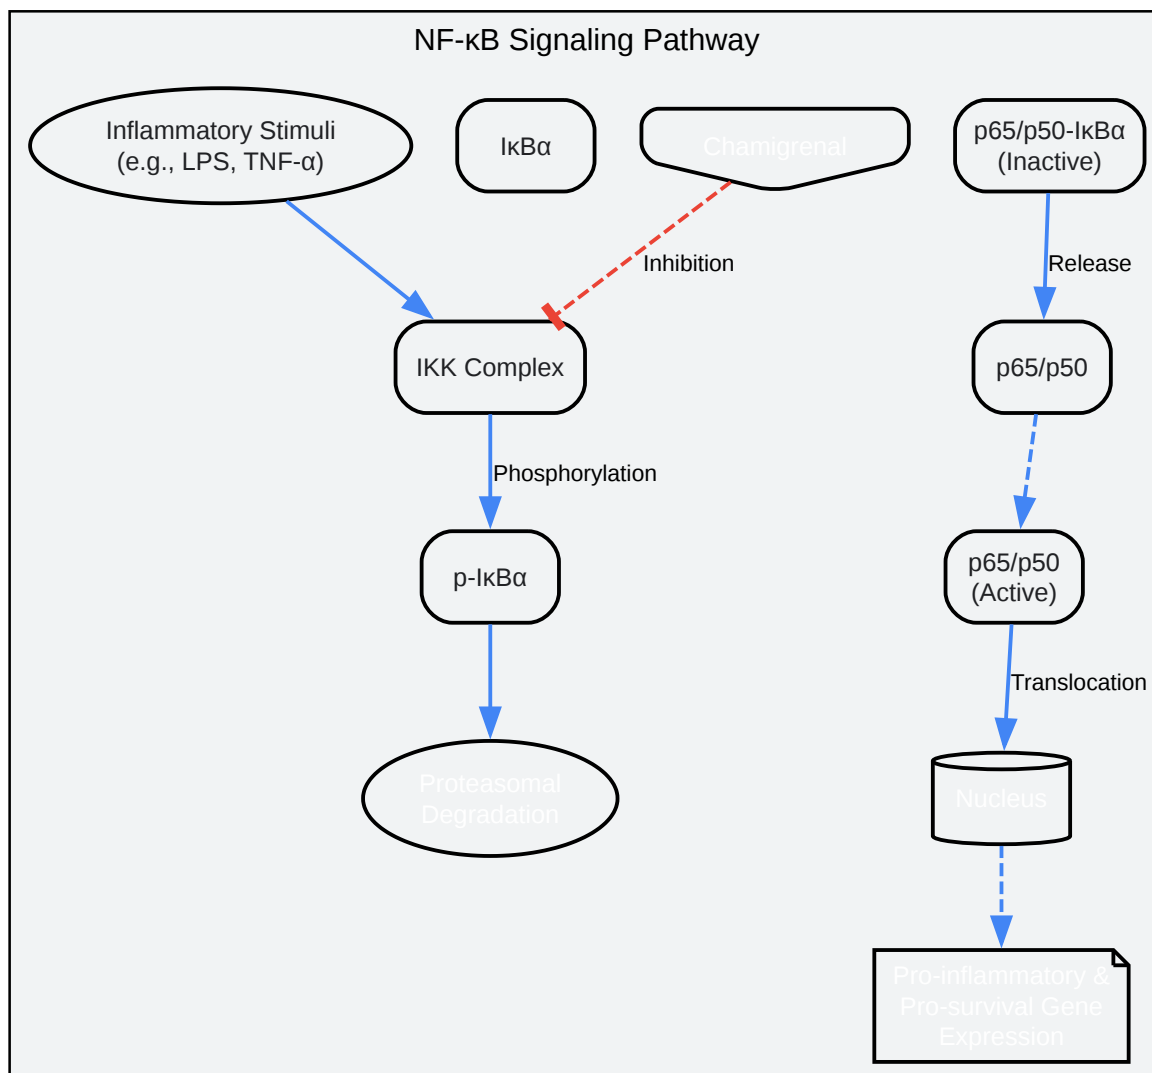 NF-κB Signaling Pathway
Inflammatory Stimuli
(e.g., LPS, TNF-α)
IκBα
Chamigrenal
p65/p50-IκBα
(Inactive)
Inhibition
Release
IKK Complex
p65/p50
Phosphorylation
p-IκBα
p65/p50
(Active)
Translocation
Proteasomal
Degradation
Nucleus
Pro-inflammatory &
Pro-survival Gene
Expression